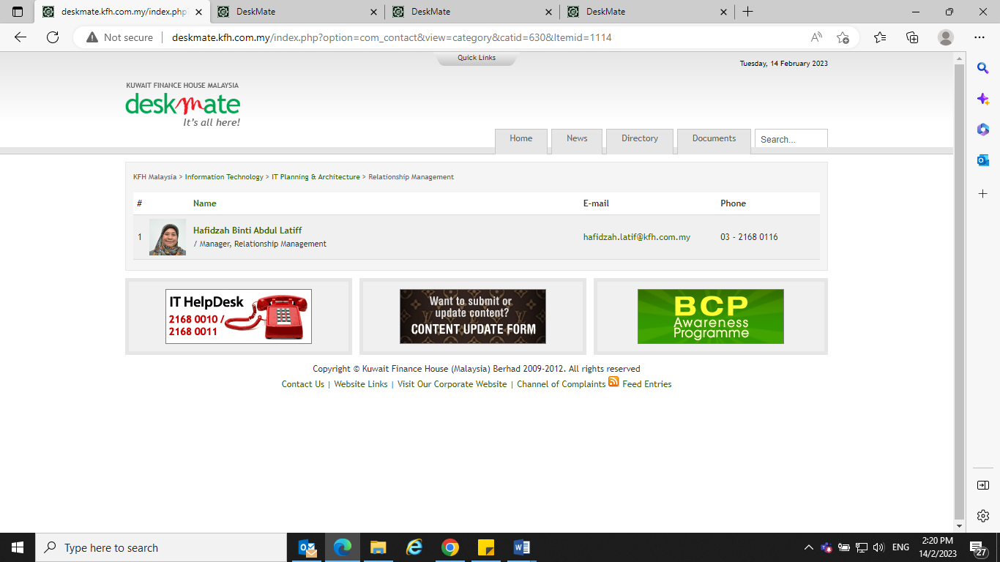 deskmate.kfh.com.my/index.php
DeskMate
DeskMate
DeskMate
Not secure
deskmate.kfh.com.my/index.php?option=com_contact&view=category&catid=630&Itemid=1114
Quick Links
Tuesday, 14 February 2023
KUWAIT FINANCE HOUSE MALAYSIA
deskmate
It's all here!
Home
News
Directory
Documents
Search...
KFH Malaysia > Information Technology > IT Planning & Architecture > Relationship Management
# Name E-mail Phone
1 Hafidzah Binti Abdul Latiff
/ Manager, Relationship Management
hafidzah.latif@kfh.com.my
03 - 2168 0116
IT HelpDesk
2168 0010 /
2168 0011
Want to submit or
update content?
CONTENT UPDATE FORM
BCP
Awareness
Programme
Copyright © Kuwait Finance House (Malaysia) Berhad 2009-2012. All rights reserved
Contact Us | Website Links | Visit Our Corporate Website | Channel of Complaints Feed Entries
Type here to search
ENG
2:20 PM
14/2/2023
27